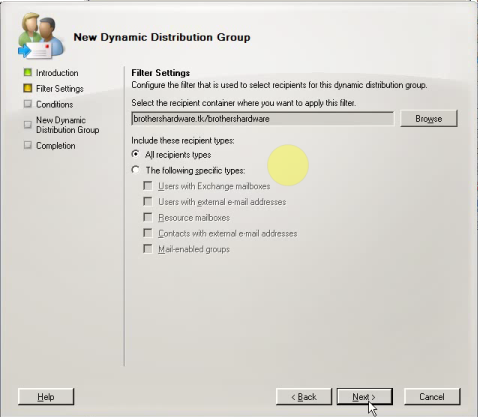 New Dynamic Distribution Group
Introduction
Filter Settings
Conditions
New Dynamic
Distribution Group
Completion
Filter Settings
Configure the filter that is used to select recipients for this dynamic distribution group.
Select the recipient container where you want to apply this filter.
brothershardware.tk/brothershardware
Browse
Include these recipient types:
All recipients types
The following specific types:
Users with Exchange mailboxes
Users with external e-mail addresses
Resource mailboxes
Contacts with external e-mail addresses
Mail-enabled groups
Help
< Back
Next >
Cancel